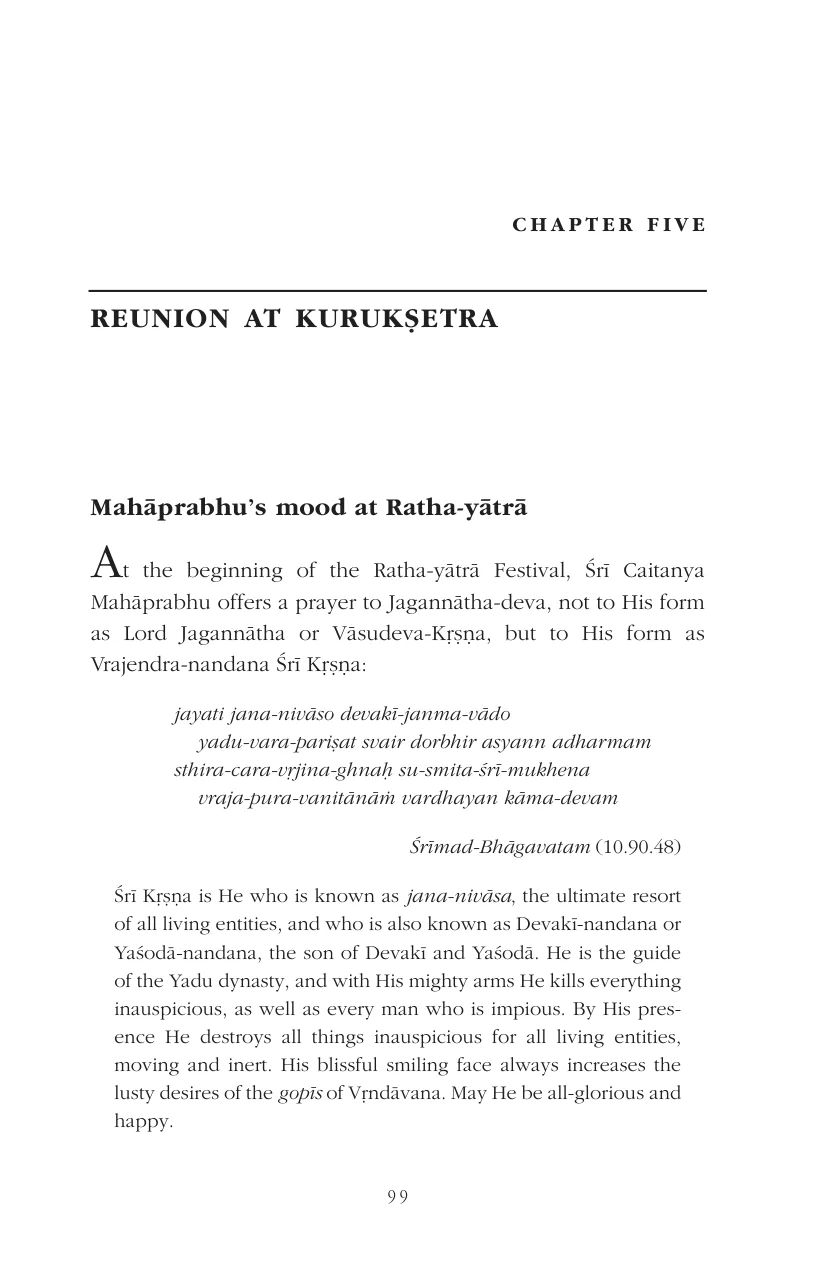 CHAPTER FIVE
REUNION AT KURUKṢETRA
Mahāprabhu's mood at Ratha-yātrā
At the beginning of the Ratha-yātrā Festival, Śrī Caitanya
Mahāprabhu offers a prayer to Jagannātha-deva, not to His form
as Lord Jagannātha or Vāsudeva-Kṛṣṇa, but to His form as
Vrajendra-nandana Śrī Kṛṣṇa:
jayati jana-nivāso devakī-janma-vādo
yadu-vara-pariṣat svair dorbhir asyann adharmam
sthira-cara-vṛjina-ghnaḥ su-smita-śrī-mukhena
vraja-pura-vanitānāṁ vardhayan kāma-devam
Śrīmad-Bhāgavatam (10.90.48)
Śrī Kṛṣṇa is He who is known as jana-nivāsa, the ultimate resort
of all living entities, and who is also known as Devakī-nandana or
Yaśodā-nandana, the son of Devakī and Yaśodā. He is the guide
of the Yadu dynasty, and with His mighty arms He kills everything
inauspicious, as well as every man who is impious. By His pres-
ence He destroys all things inauspicious for all living entities,
moving and inert. His blissful smiling face always increases the
lusty desires of the gopīs of Vṛndāvana. May He be all-glorious and
happy.
99